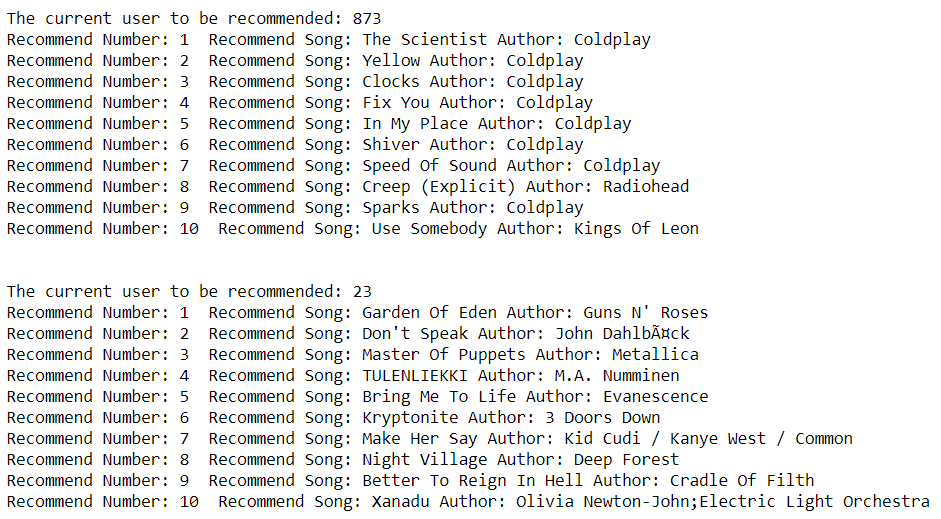 The current user to be recommended: 873
Recommend Number: 1  Recommend Song: The Scientist Author: Coldplay
Recommend Number: 2  Recommend Song: Yellow Author: Coldplay
Recommend Number: 3  Recommend Song: Clocks Author: Coldplay
Recommend Number: 4  Recommend Song: Fix You Author: Coldplay
Recommend Number: 5  Recommend Song: In My Place Author: Coldplay
Recommend Number: 6  Recommend Song: Shiver Author: Coldplay
Recommend Number: 7  Recommend Song: Speed Of Sound Author: Coldplay
Recommend Number: 8  Recommend Song: Creep (Explicit) Author: Radiohead
Recommend Number: 9  Recommend Song: Sparks Author: Coldplay
Recommend Number: 10  Recommend Song: Use Somebody Author: Kings Of Leon
The current user to be recommended: 23
Recommend Number: 1  Recommend Song: Garden Of Eden Author: Guns N' Roses
Recommend Number: 2  Recommend Song: Don't Speak Author: John DahlbÃ¤ck
Recommend Number: 3  Recommend Song: Master Of Puppets Author: Metallica
Recommend Number: 4  Recommend Song: TULENLIEKKI Author: M.A. Numminen
Recommend Number: 5  Recommend Song: Bring Me To Life Author: Evanescence
Recommend Number: 6  Recommend Song: Kryptonite Author: 3 Doors Down
Recommend Number: 7  Recommend Song: Make Her Say Author: Kid Cudi / Kanye West / Common
Recommend Number: 8  Recommend Song: Night Village Author: Deep Forest
Recommend Number: 9  Recommend Song: Better To Reign In Hell Author: Cradle Of Filth
Recommend Number: 10  Recommend Song: Xanadu Author: Olivia Newton-John;Electric Light Orchestra